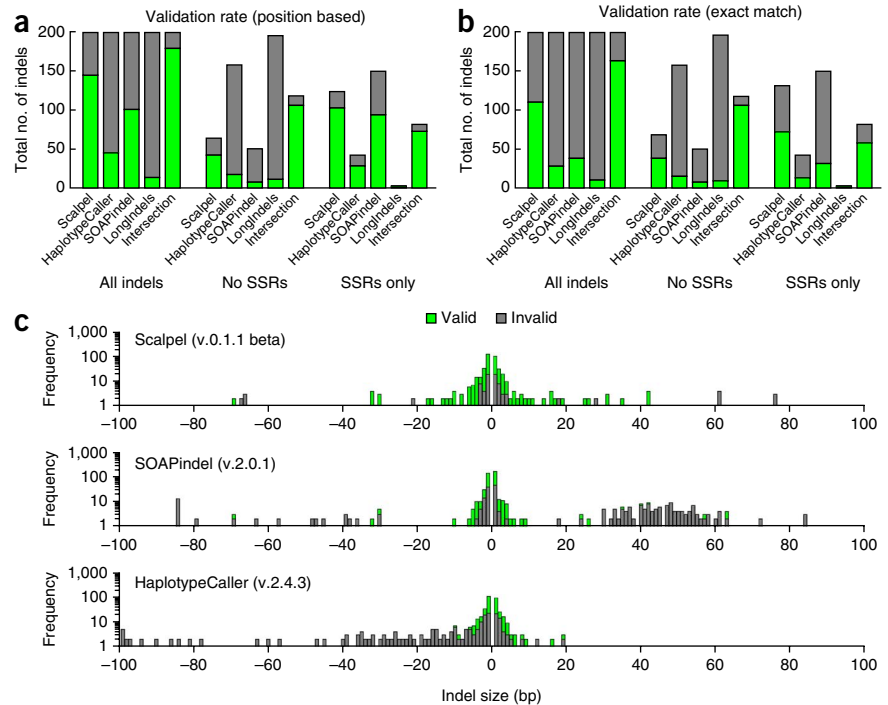 a
Validation rate (position based)
Total no. of indels
200
150
100
50
0
Scalpel
HaplotypeCaller
SOAPindel
LongIndels
Intersection
Scalpel
HaplotypeCaller
SOAPindel
LongIndels
Intersection
Scalpel
HaplotypeCaller
SOAPindel
LongIndels
Intersection
All indels
No SSRs
SSRs only
b
Validation rate (exact match)
Total no. of indels
200
150
100
50
0
Scalpel
HaplotypeCaller
SOAPindel
LongIndels
Intersection
Scalpel
HaplotypeCaller
SOAPindel
LongIndels
Intersection
Scalpel
HaplotypeCaller
SOAPindel
LongIndels
Intersection
All indels
No SSRs
SSRs only
c
Valid Invalid
Scalpel (v.0.1.1 beta)
Frequency
1,000
100
10
1
−100 −80 −60 −40 −20 0 20 40 60 80 100
SOAPindel (v.2.0.1)
Frequency
1,000
100
10
1
−100 −80 −60 −40 −20 0 20 40 60 80 100
HaplotypeCaller (v.2.4.3)
Frequency
1,000
100
10
1
−100 −80 −60 −40 −20 0 20 40 60 80 100
Indel size (bp)